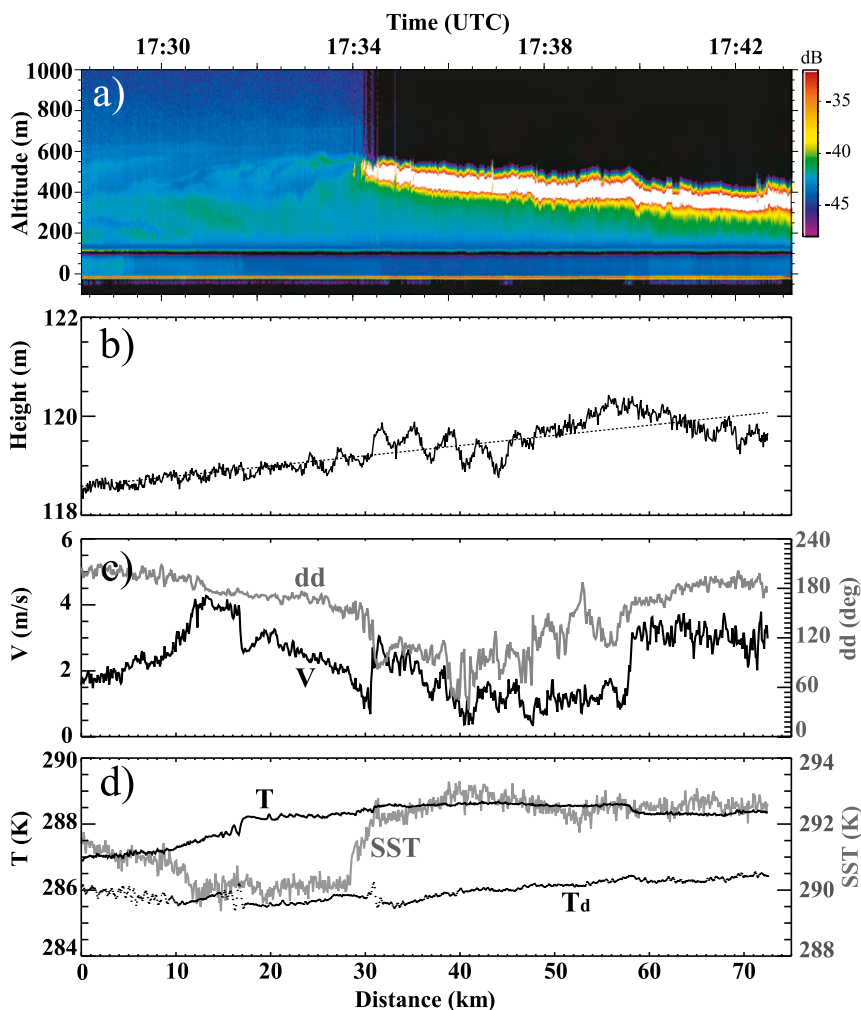 Time (UTC)
17:30 17:34 17:38 17:42
dB
a)
Altitude (m)
1000
800
600
400
200
0
-35
-40
-45
b)
Height (m)
122
120
118
c)
V (m/s)
6
4
2
0
dd
V
dd (deg)
240
180
120
60
0
d)
T (K)
290
288
286
284
T
SST
Td
SST (K)
294
292
290
288
0 10 20 30 40 50 60 70
Distance (km)